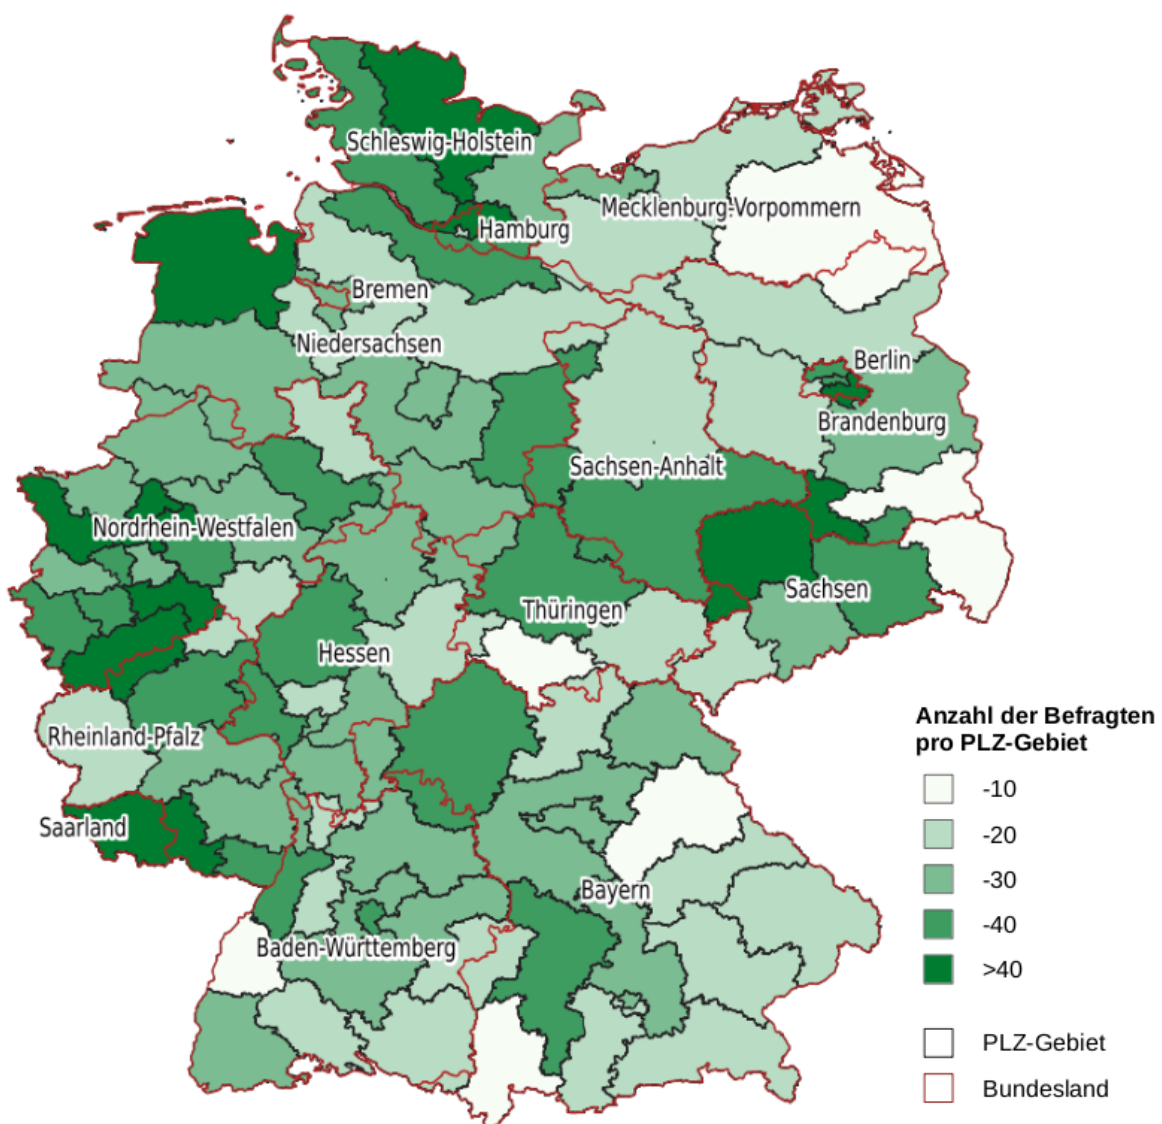 Schleswig-Holstein
Mecklenburg-Vorpommern
Hamburg
Bremen
Niedersachsen
Berlin
Brandenburg
Sachsen-Anhalt
Nordrhein-Westfalen
Sachsen
Thüringen
Hessen
Rheinland-Pfalz
Saarland
Bayern
Baden-Württemberg
Anzahl der Befragten
pro PLZ-Gebiet
-10
-20
-30
-40
>40
PLZ-Gebiet
Bundesland